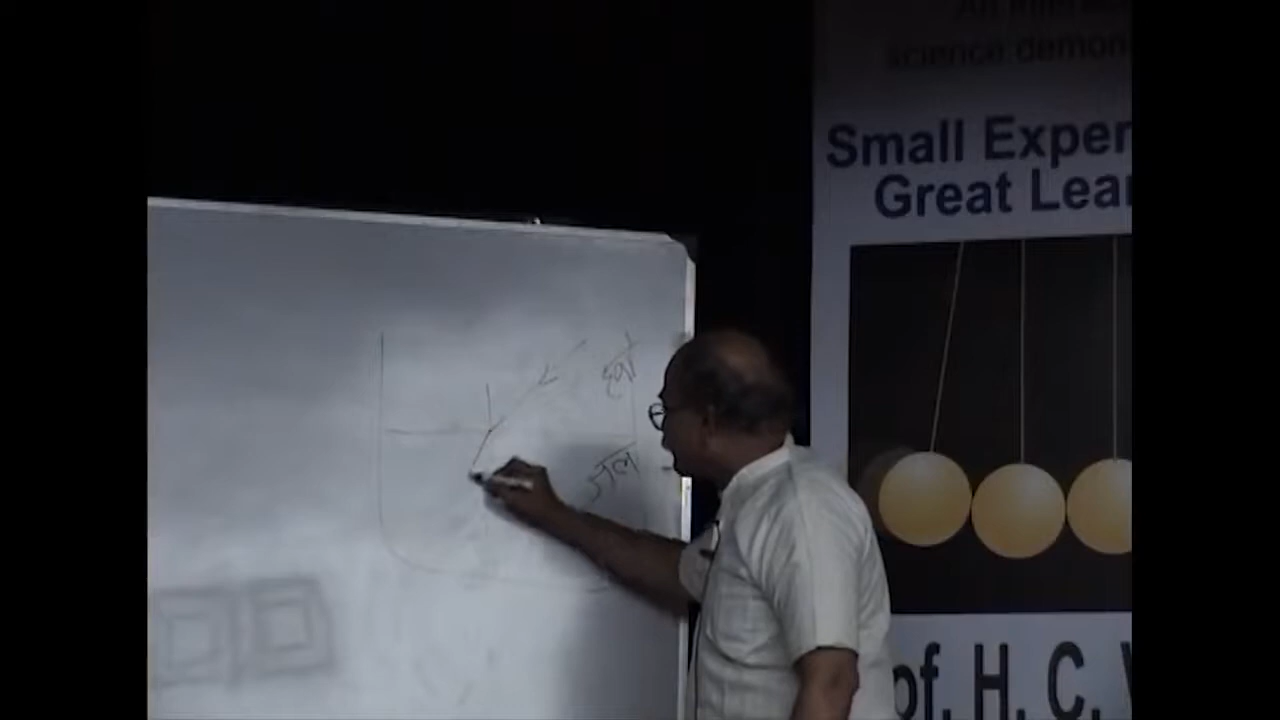 science demon
Small Exper
Great Lear
of. H. C. V
हवा
जल